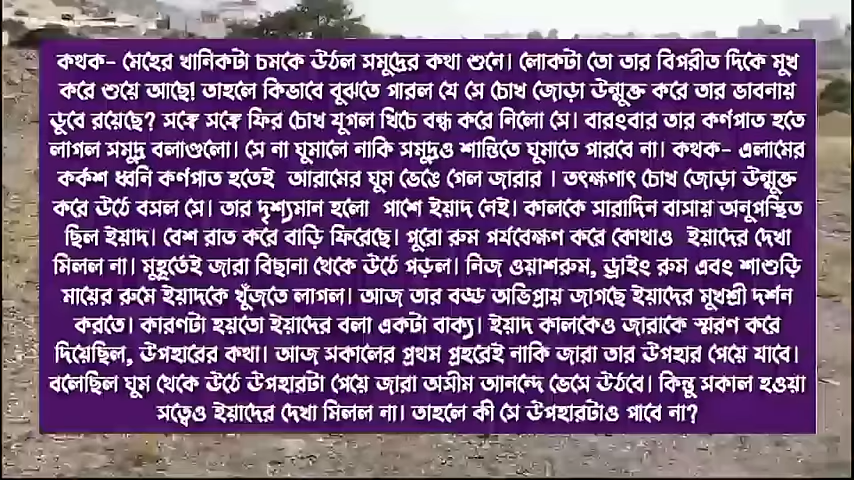 কথক- মেহের খানিকটা চমকে উঠল সমুদ্রের কথা শুনে। লোকটা তো তার বিপরীত দিকে মুখ
করে শুয়ে আছে! তাহলে কিভাবে বুঝতে পারল যে সে চোখ জোড়া উন্মুক্ত করে তার ভাবনায়
ডুবে রয়েছে? সঙ্গে সঙ্গে ফির চোখ যুগল খিচে বন্ধ করে নিলো সে। বারংবার তার কর্ণপাত হতে
লাগল সমুদ্র বলাগুলো। সে না ঘুমালে নাকি সমুদ্রও শান্তিতে ঘুমাতে পারবে না। কথক- এলামের
কর্কশ ধ্বনি কর্ণপাত হতেই আরামের ঘুম ভেঙে গেল জারার । তৎক্ষণাৎ চোখ জোড়া উন্মুক্ত
করে উঠে বসল সে। তার দৃশ্যমান হলো পাশে ইয়াদ নেই। কালকে সারাদিন বাসায় অনুপস্থিত
ছিল ইয়াদ। বেশ রাত করে বাড়ি ফিরেছে। পুরো রুম পর্যবেক্ষণ করে কোথাও ইয়াদের দেখা
মিলল না। মুহূর্তেই জারা বিছানা থেকে উঠে পড়ল। নিজ ওয়াশরুম, ড্রাইং রুম এবং শাশুড়ি
মায়ের রুমে ইয়াদকে খুঁজতে লাগল। আজ তার বড্ড অভিপ্রায় জাগছে ইয়াদের মুখশ্রী দর্শন
করতে। কারণটা হয়তো ইয়াদের বলা একটা বাক্য। ইয়াদ কালকেও জারাকে স্মরণ করে
দিয়েছিল, উপহারের কথা। আজ সকালের প্রথম প্রহরেই নাকি জারা তার উপহার পেয়ে যাবে।
বলেছিল ঘুম থেকে উঠে উপহারটা পেয়ে জারা অসীম আনন্দে ভেসে উঠবে। কিন্তু সকাল হওয়া
সত্বেও ইয়াদের দেখা মিলল না। তাহলে কী সে উপহারটাও পাবে না?